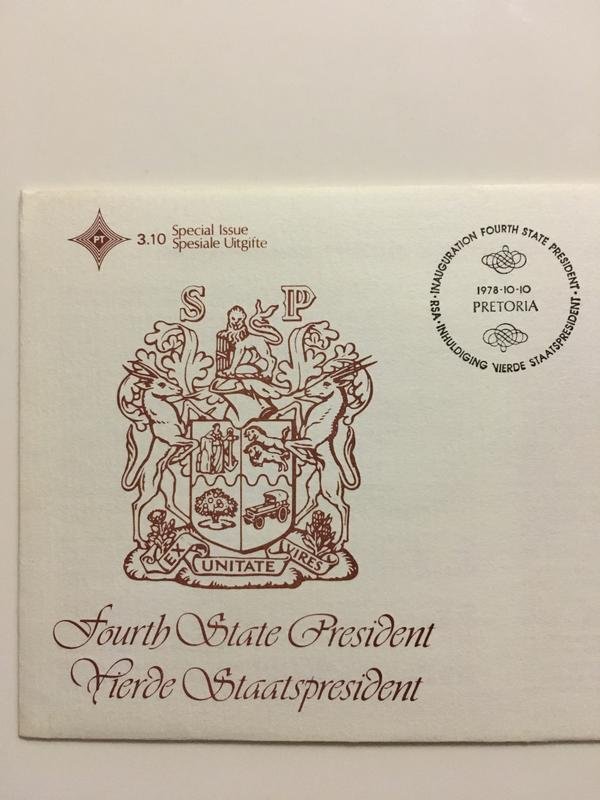 PT
3.10 Special Issue
Spesiale Uitgifte
S P
EX UNITATE VIRES
Fourth State President
Vierde Staatspresident
INAUGURATION FOURTH STATE PRESIDENT
1978-10-10
PRETORIA
RSA·INHULDIGING VIERDE STAATSPRESIDENT·